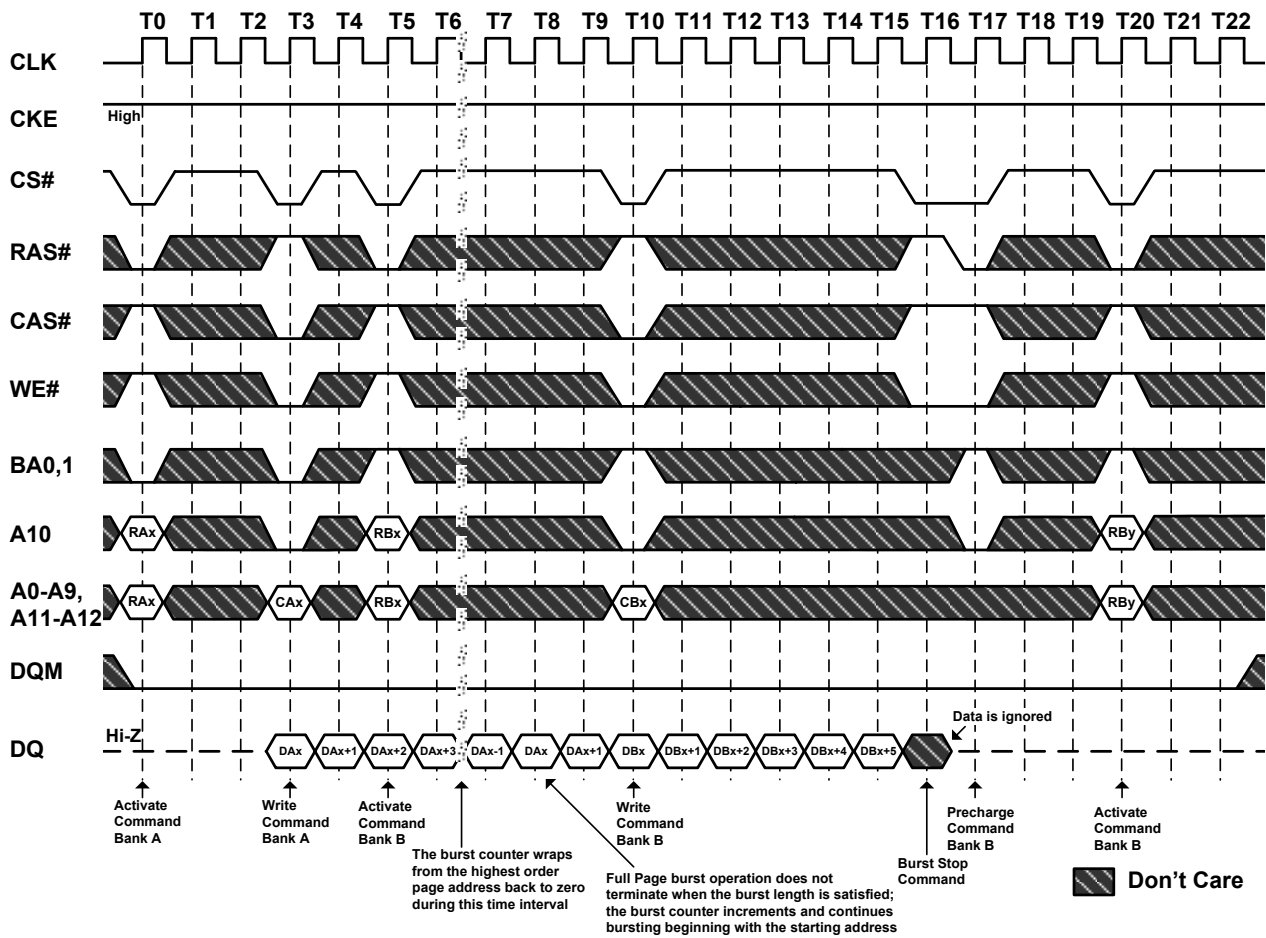 T0 T1 T2 T3 T4 T5 T6 T7 T8 T9 T10 T11 T12 T13 T14 T15 T16 T17 T18 T19 T20 T21 T22
CLK
CKE
High
CS#
RAS#
CAS#
WE#
BA0,1
A10
RAx RBx RBy
A0-A9,
A11-A12
RAx CAx RBx CBx RBy
DQM
DQ
Hi-Z
DAx DAx+1 DAx+2 DAx+3 DAx-1 DAx DAx+1 DBx DBx+1 DBx+2 DBx+3 DBx+4 DBx+5
Data is ignored
Activate
Command
Bank A
Write
Command
Bank A
Activate
Command
Bank B
The burst counter wraps
from the highest order
page address back to zero
during this time interval
Full Page burst operation does not
terminate when the burst length is satisfied;
the burst counter increments and continues
bursting beginning with the starting address
Write
Command
Bank B
Burst Stop
Command
Precharge
Command
Bank B
Activate
Command
Bank B
Don't Care